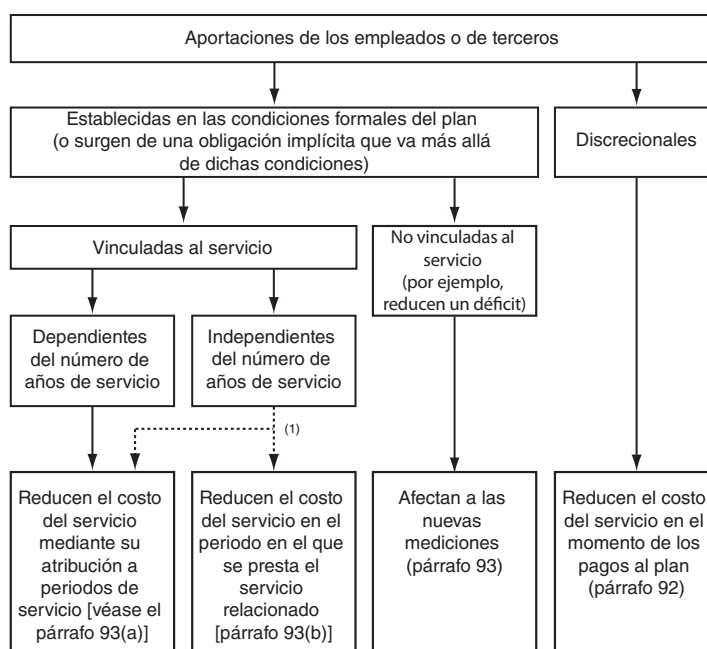 Aportaciones de los empleados o de terceros
Establecidas en las condiciones formales del plan
(o surgen de una obligación implícita que va más allá
de dichas condiciones)
Discrecionales
Vinculadas al servicio
No vinculadas al
servicio
(por ejemplo,
reducen un déficit)
Dependientes
del número de
años de servicio
Independientes
del número de
años de servicio
(1)
Reducen el costo
del servicio
mediante su
atribución a
periodos de
servicio [véase el
párrafo 93(a)]
Reducen el costo
del servicio en el
periodo en el que
se presta el
servicio
relacionado
[párrafo 93(b)]
Afectan a las
nuevas
mediciones
(párrafo 93)
Reducen el costo
del servicio en el
momento de los
pagos al plan
(párrafo 92)